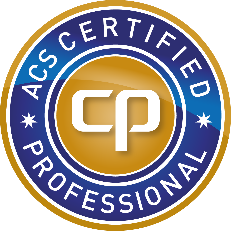 ACS CERTIFIED
cp
PROFESSIONAL